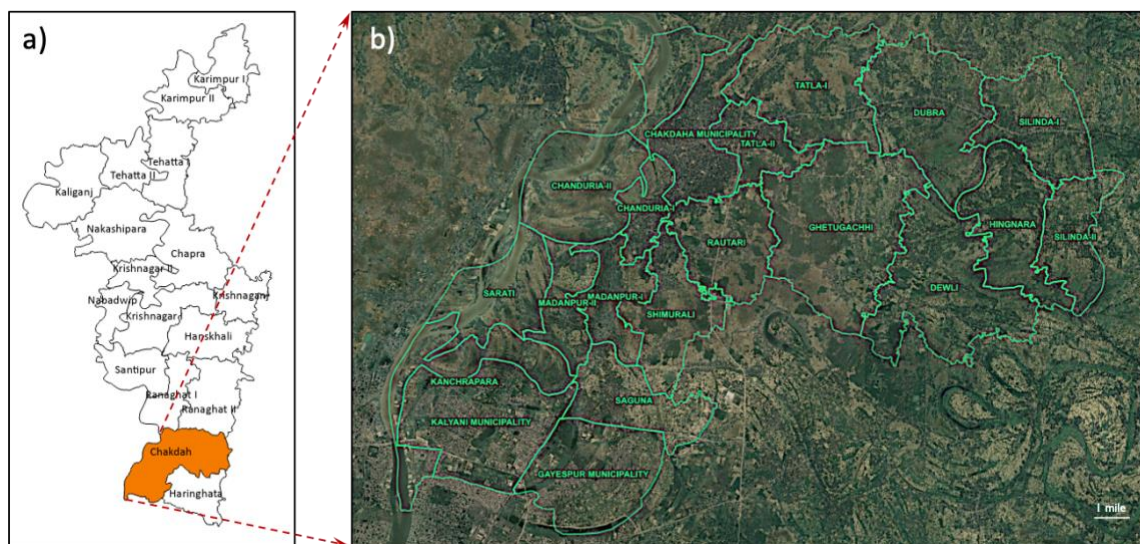 a)
Karimpur I
Karimpur II
Tehatta I
Tehatta II
Kaliganj
Nakashipara
Chapra
Krishnagar II
Krishnaganj
Nabadwip
Krishnagar I
Hanskhali
Santipur
Ranaghat I
Ranaghat II
Chakdah
Haringhata
b)
TATLA-I
DUBRA
SILINDA-I
CHAKDAHA MUNICIPALITY
TATLA-II
CHANDURIA-II
CHANDURIA-I
GHETUGACHHI
HINGNARA
RAUTARI
SILINDA-II
DEWLI
SARATI
MADANPUR-II
MADANPUR-I
SHIMURALI
KANCHRAPARA
SAGUNA
KALYANI MUNICIPALITY
GAYESPUR MUNICIPALITY
1 mile